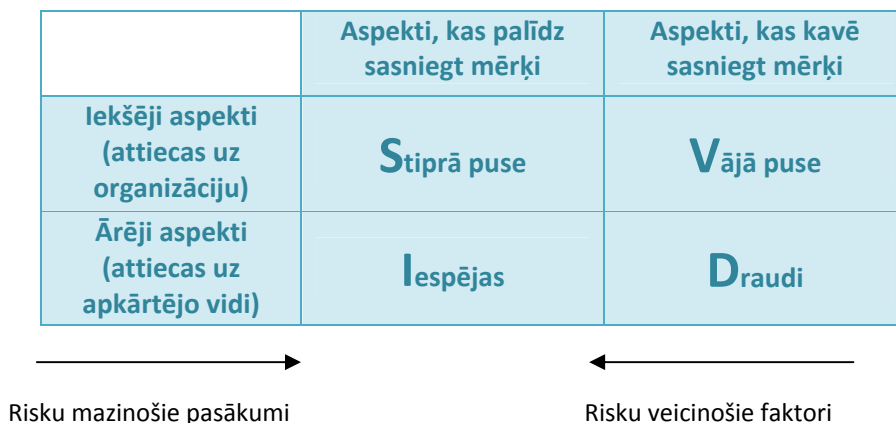 Aspekti, kas palīdz
sasniegt mērķi
Aspekti, kas kavē
sasniegt mērķi
Iekšēji aspekti
(attiecas uz
organizāciju)
Stiprā puse
Vājā puse
Ārēji aspekti
(attiecas uz
apkārtējo vidi)
Iespējas
Draudi
Risku mazinošie pasākumi
Risku veicinošie faktori